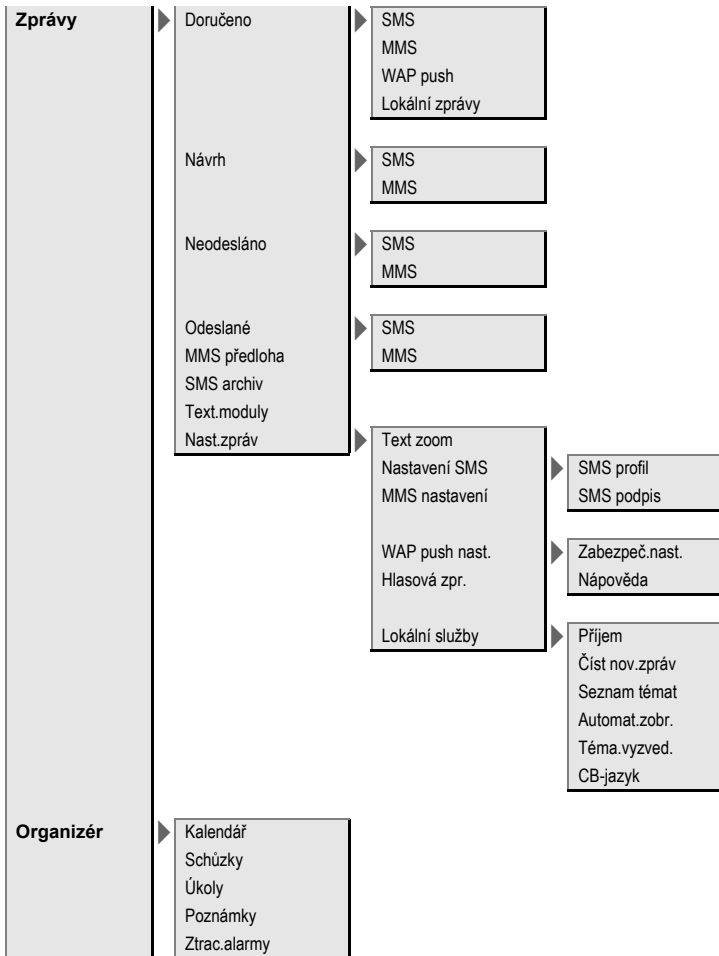 Zprávy
Doručeno
SMS
MMS
WAP push
Lokální zprávy
Návrh
SMS
MMS
Neodesláno
SMS
MMS
Odeslané
SMS
MMS předloha
MMS
SMS archiv
Text.moduly
Nast.zpráv
Text zoom
Nastavení SMS
SMS profil
MMS nastavení
SMS podpis
WAP push nast.
Zabezpeč.nast.
Hlasová zpr.
Nápověda
Lokální služby
Příjem
Číst nov.zpráv
Seznam témat
Automat.zobr.
Téma.vyzved.
CB-jazyk
Organizér
Kalendář
Schůzky
Úkoly
Poznámky
Ztrac.alarmy